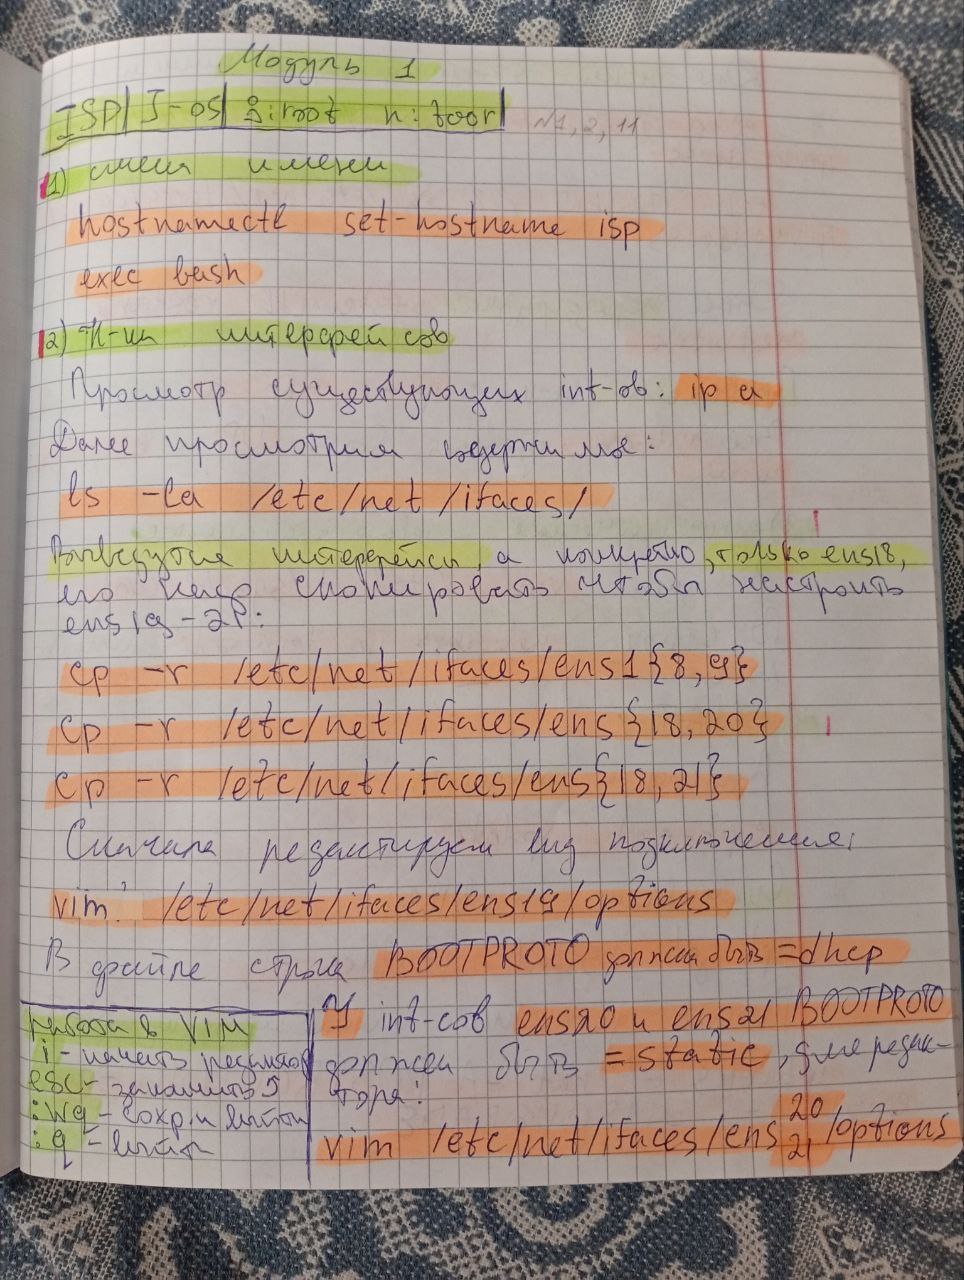 Модуль 1
ISP | J-OS | л:root п:toor
№1, 2, 11
1) смена имени
hostnamectl set-hostname isp
exec bash
2) Н-ка интерфейсов
Просмотр существующих int-ов: ip a
Далее просмотрим содержимое:
ls -la /etc/net/ifaces/
Выведутся интерфейсы, а конкретно, только ens18,
его надо скопировать чтобы настроить
ens19-21:
cp -r /etc/net/ifaces/ens1{8,9}
cp -r /etc/net/ifaces/ens{18,20}
cp -r /etc/net/ifaces/ens{18,21}
Сначала редактируем вид подключения:
vim /etc/net/ifaces/ens19/options
В файле строка BOOTPROTO должна быть =dhcp
работа в VIM
i - начать
esc - закончить
:wq - сохр и выйти
:q - выйти
У int-сов ens20 и ens21 BOOTPROTO
должен быть =static, для редак-
тора:
vim /etc/net/ifaces/ens 20 21 /options